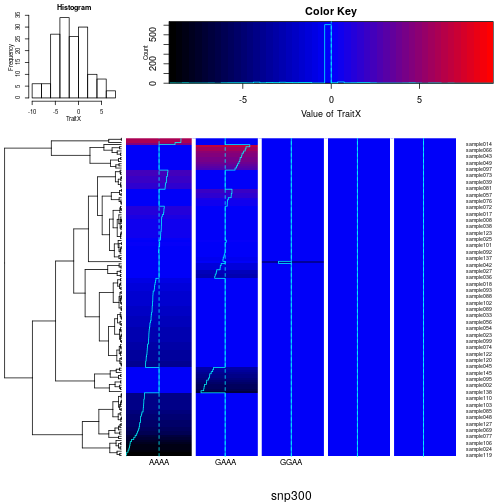 Histogram
Frequency
0 5 10 15 20 25 30 35
-10 -5 0 5
TraitX
Color Key
Count
0 200 500
-5 0 5
Value of TraitX
sample014
sample066
sample043
sample049
sample097
sample073
sample039
sample081
sample057
sample076
sample072
sample017
sample008
sample038
sample123
sample025
sample101
sample092
sample137
sample042
sample027
sample036
sample018
sample093
sample088
sample102
sample089
sample033
sample056
sample054
sample023
sample099
sample074
sample122
sample120
sample045
sample145
sample095
sample002
sample138
sample110
sample103
sample085
sample048
sample127
sample069
sample077
sample106
sample024
sample119
AAAA GAAA GGAA
snp300